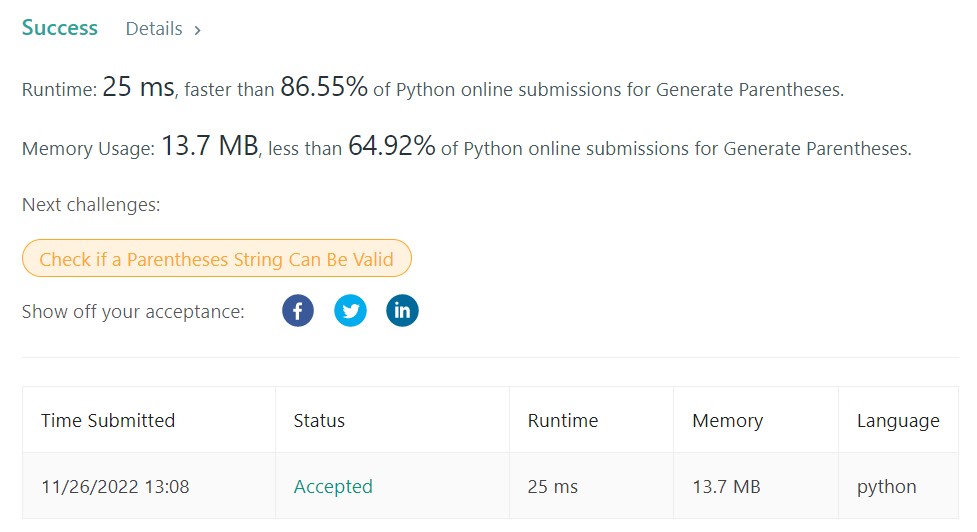 Success Details >
Runtime: 25 ms, faster than 86.55% of Python online submissions for Generate Parentheses.
Memory Usage: 13.7 MB, less than 64.92% of Python online submissions for Generate Parentheses.
Next challenges:
Check if a Parentheses String Can Be Valid
Show off your acceptance: f in
Time Submitted Status Runtime Memory Language
11/26/2022 13:08 Accepted 25 ms 13.7 MB python